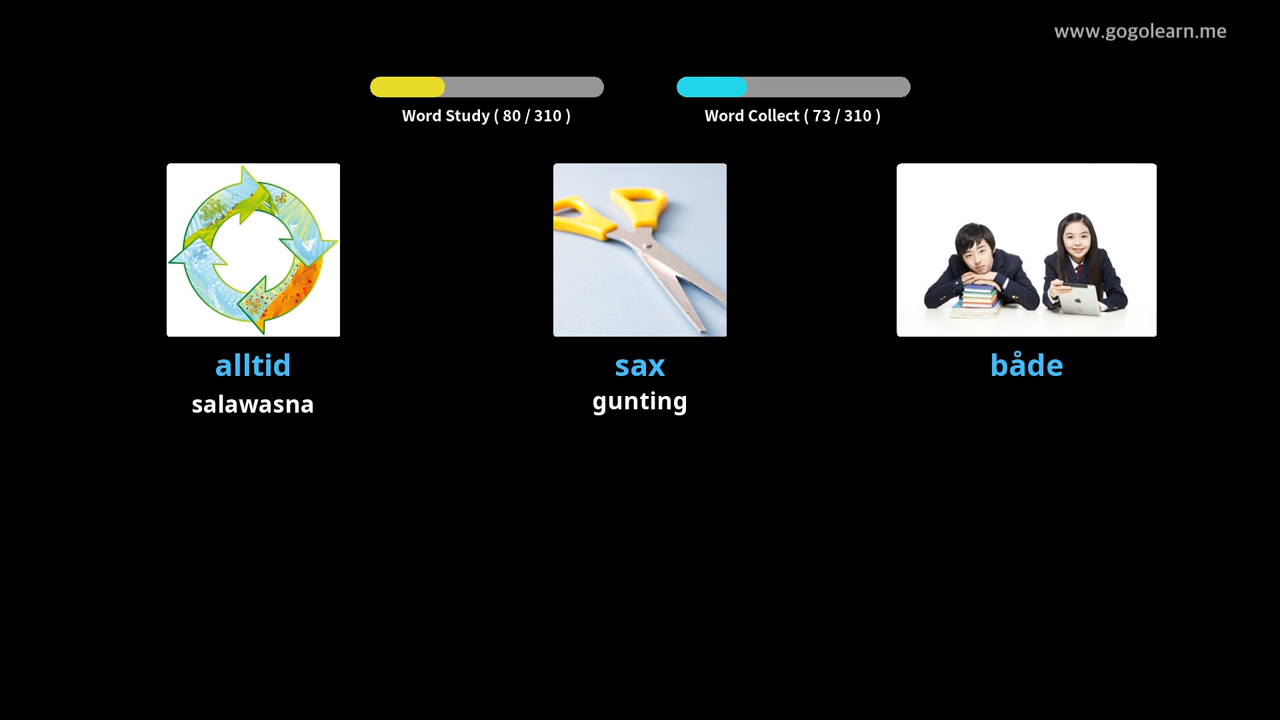 www.gogolearn.me
Word Study ( 80 / 310 )
Word Collect ( 73 / 310 )
alltid
salawasna
sax
gunting
både